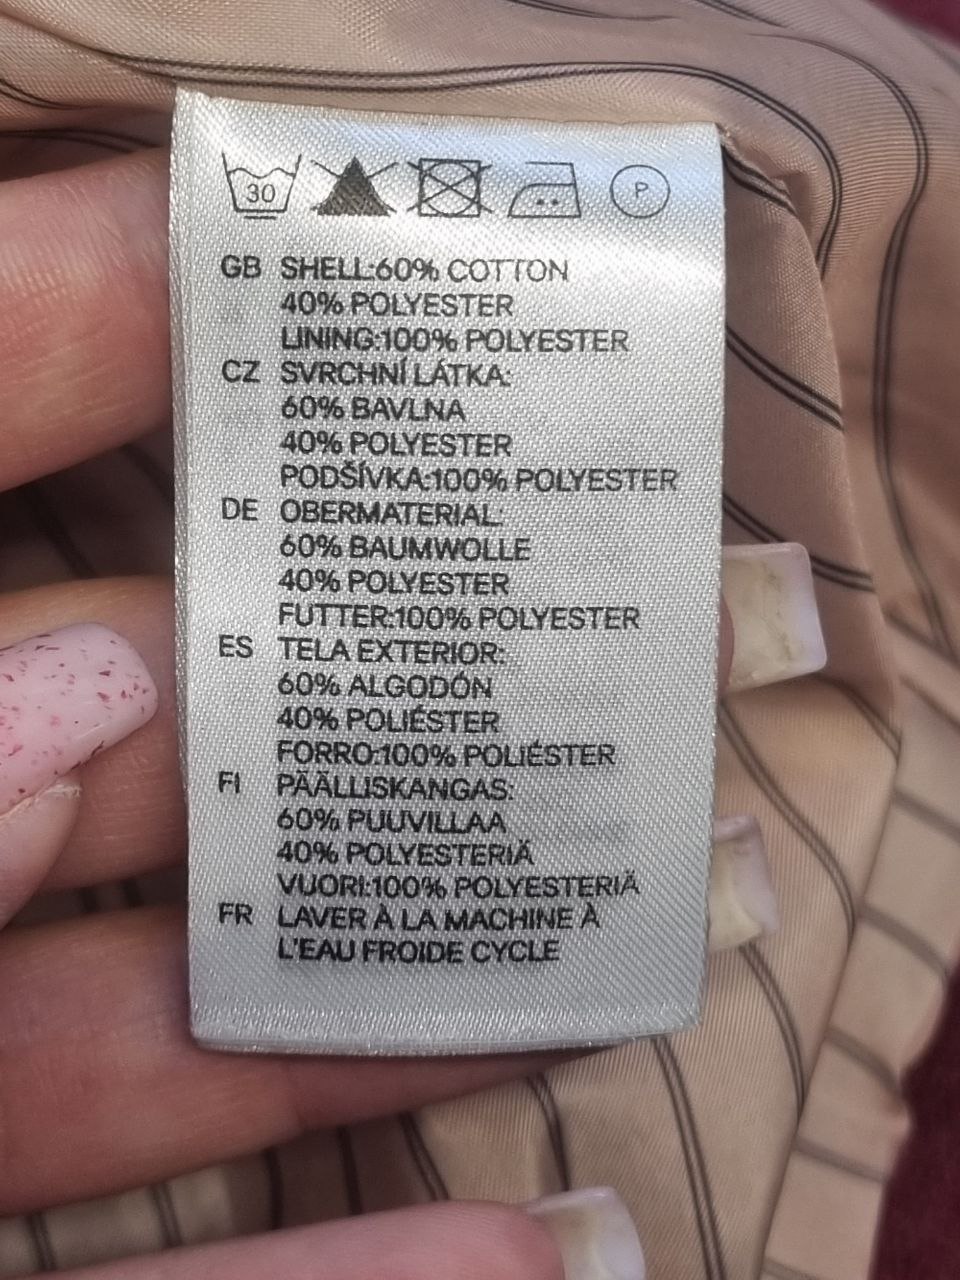 30 P
GB SHELL:60% COTTON
40% POLYESTER
LINING:100% POLYESTER
CZ SVRCHNÍ LÁTKA:
60% BAVLNA
40% POLYESTER
PODŠÍVKA:100% POLYESTER
DE OBERMATERIAL:
60% BAUMWOLLE
40% POLYESTER
FUTTER:100% POLYESTER
ES TELA EXTERIOR:
60% ALGODÓN
40% POLIÉSTER
FORRO:100% POLIÉSTER
FI PÄÄLLISKANGAS:
60% PUUVILLAA
40% POLYESTERIÄ
VUORI:100% POLYESTERIÄ
FR LAVER À LA MACHINE À
L'EAU FROIDE CYCLE